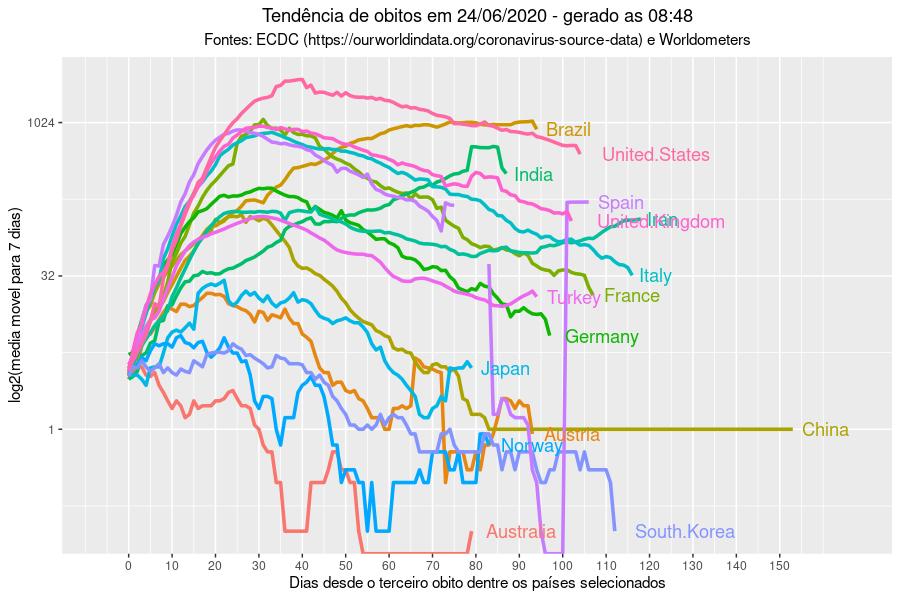 Tendência de obitos em 24/06/2020 - gerado as 08:48
Fontes: ECDC (https://ourworldindata.org/coronavirus-source-data) e Worldometers
log2(media movel para 7 dias)
1024
32
1
Brazil
United.States
India
Spain
United.Kingdom
Iran
Italy
France
Turkey
Germany
Japan
China
Austria
Norway
Australia
South.Korea
0 10 20 30 40 50 60 70 80 90 100 110 120 130 140 150
Dias desde o terceiro obito dentre os países selecionados